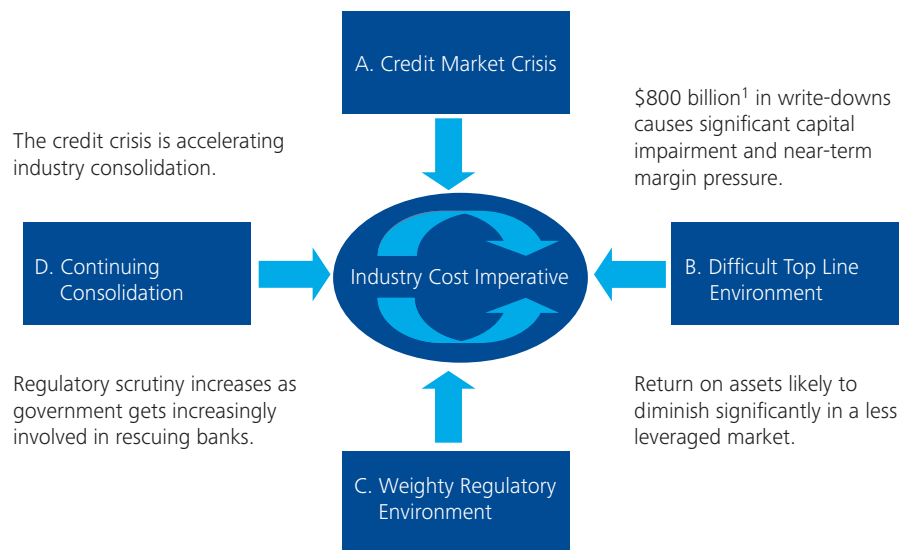 A. Credit Market Crisis
$800 billion1 in write-downs
causes significant capital
impairment and near-term
margin pressure.
The credit crisis is accelerating
industry consolidation.
D. Continuing
Consolidation
Industry Cost Imperative
B. Difficult Top Line
Environment
Regulatory scrutiny increases as
government gets increasingly
involved in rescuing banks.
Return on assets likely to
diminish significantly in a less
leveraged market.
C. Weighty Regulatory
Environment